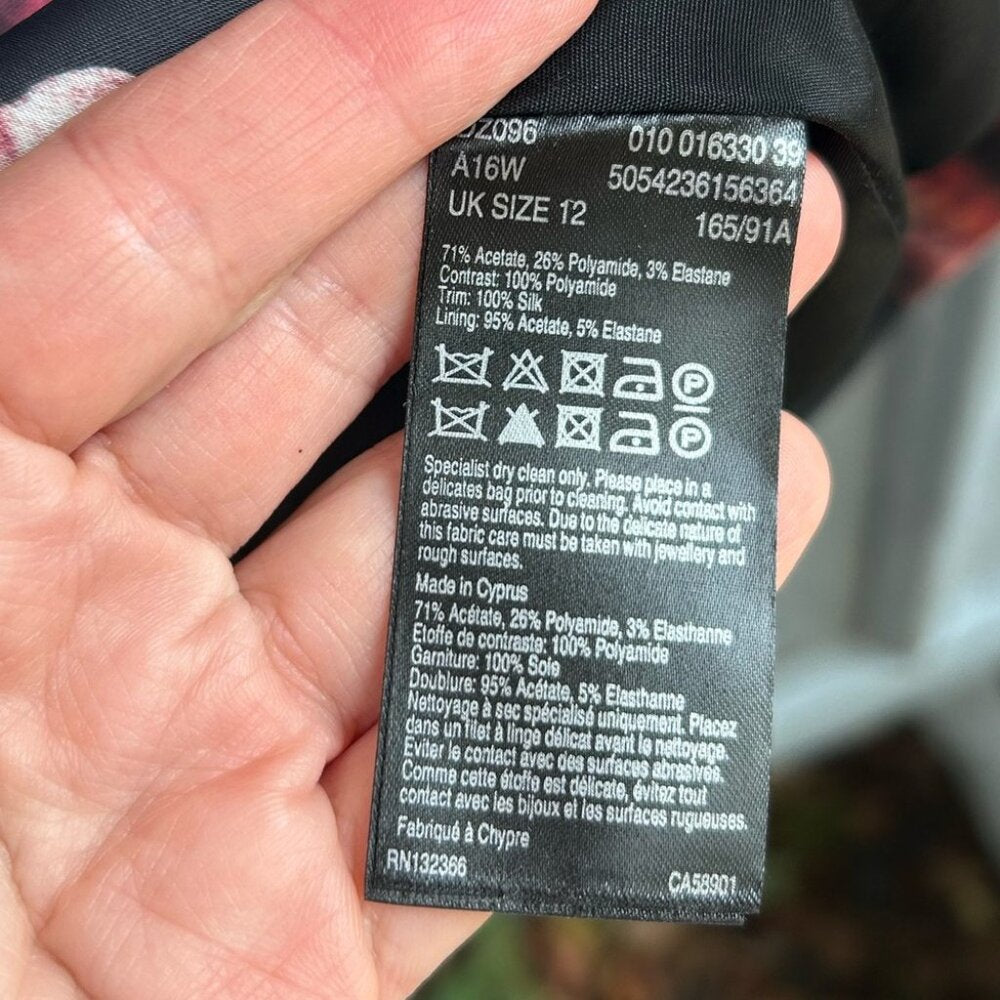 DZ096 010 016330 39
A16W 5054236156364
UK SIZE 12 165/91A
71% Acetate, 26% Polyamide, 3% Elastane
Contrast: 100% Polyamide
Trim: 100% Silk
Lining: 95% Acetate, 5% Elastane
P
P
Specialist dry clean only. Please place in a
delicates bag prior to cleaning. Avoid contact with
abrasive surfaces. Due to the delicate nature of
this fabric care must be taken with jewellery and
rough surfaces.
Made in Cyprus
71% Acétate, 26% Polyamide, 3% Elasthanne
Etoffe de contraste: 100% Polyamide
Garniture: 100% Soie
Doublure: 95% Acétate, 5% Elasthanne
Nettoyage à sec spécialisé uniquement. Placez
dans un filet à linge délicat avant le nettoyage.
Eviter le contact avec des surfaces abrasives.
Comme cette étoffe est délicate, évitez tout
contact avec les bijoux et les surfaces rugueuses.
Fabriqué à Chypre
RN132366 CA58901